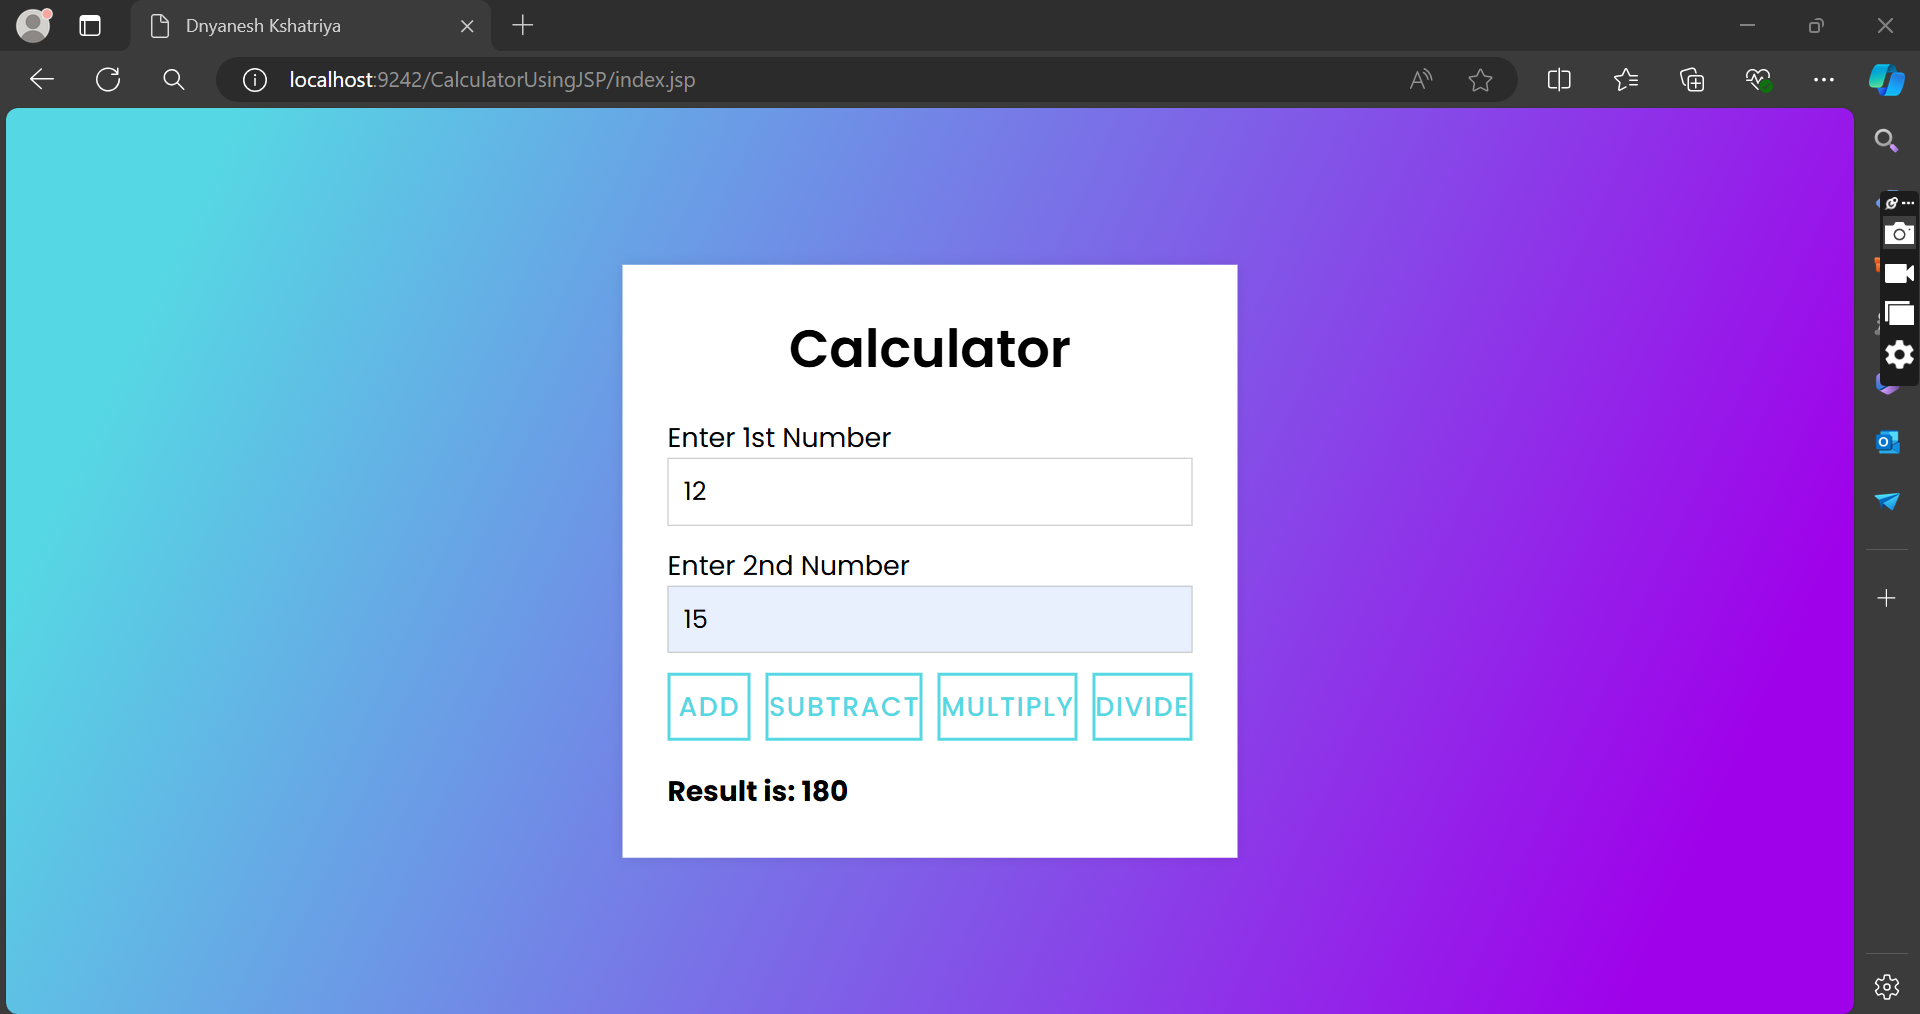 Dnyanesh Kshatriya
localhost:9242/CalculatorUsingJSP/index.jsp
Calculator
Enter 1st Number
12
Enter 2nd Number
15
ADD SUBTRACT MULTIPLY DIVIDE
Result is: 180